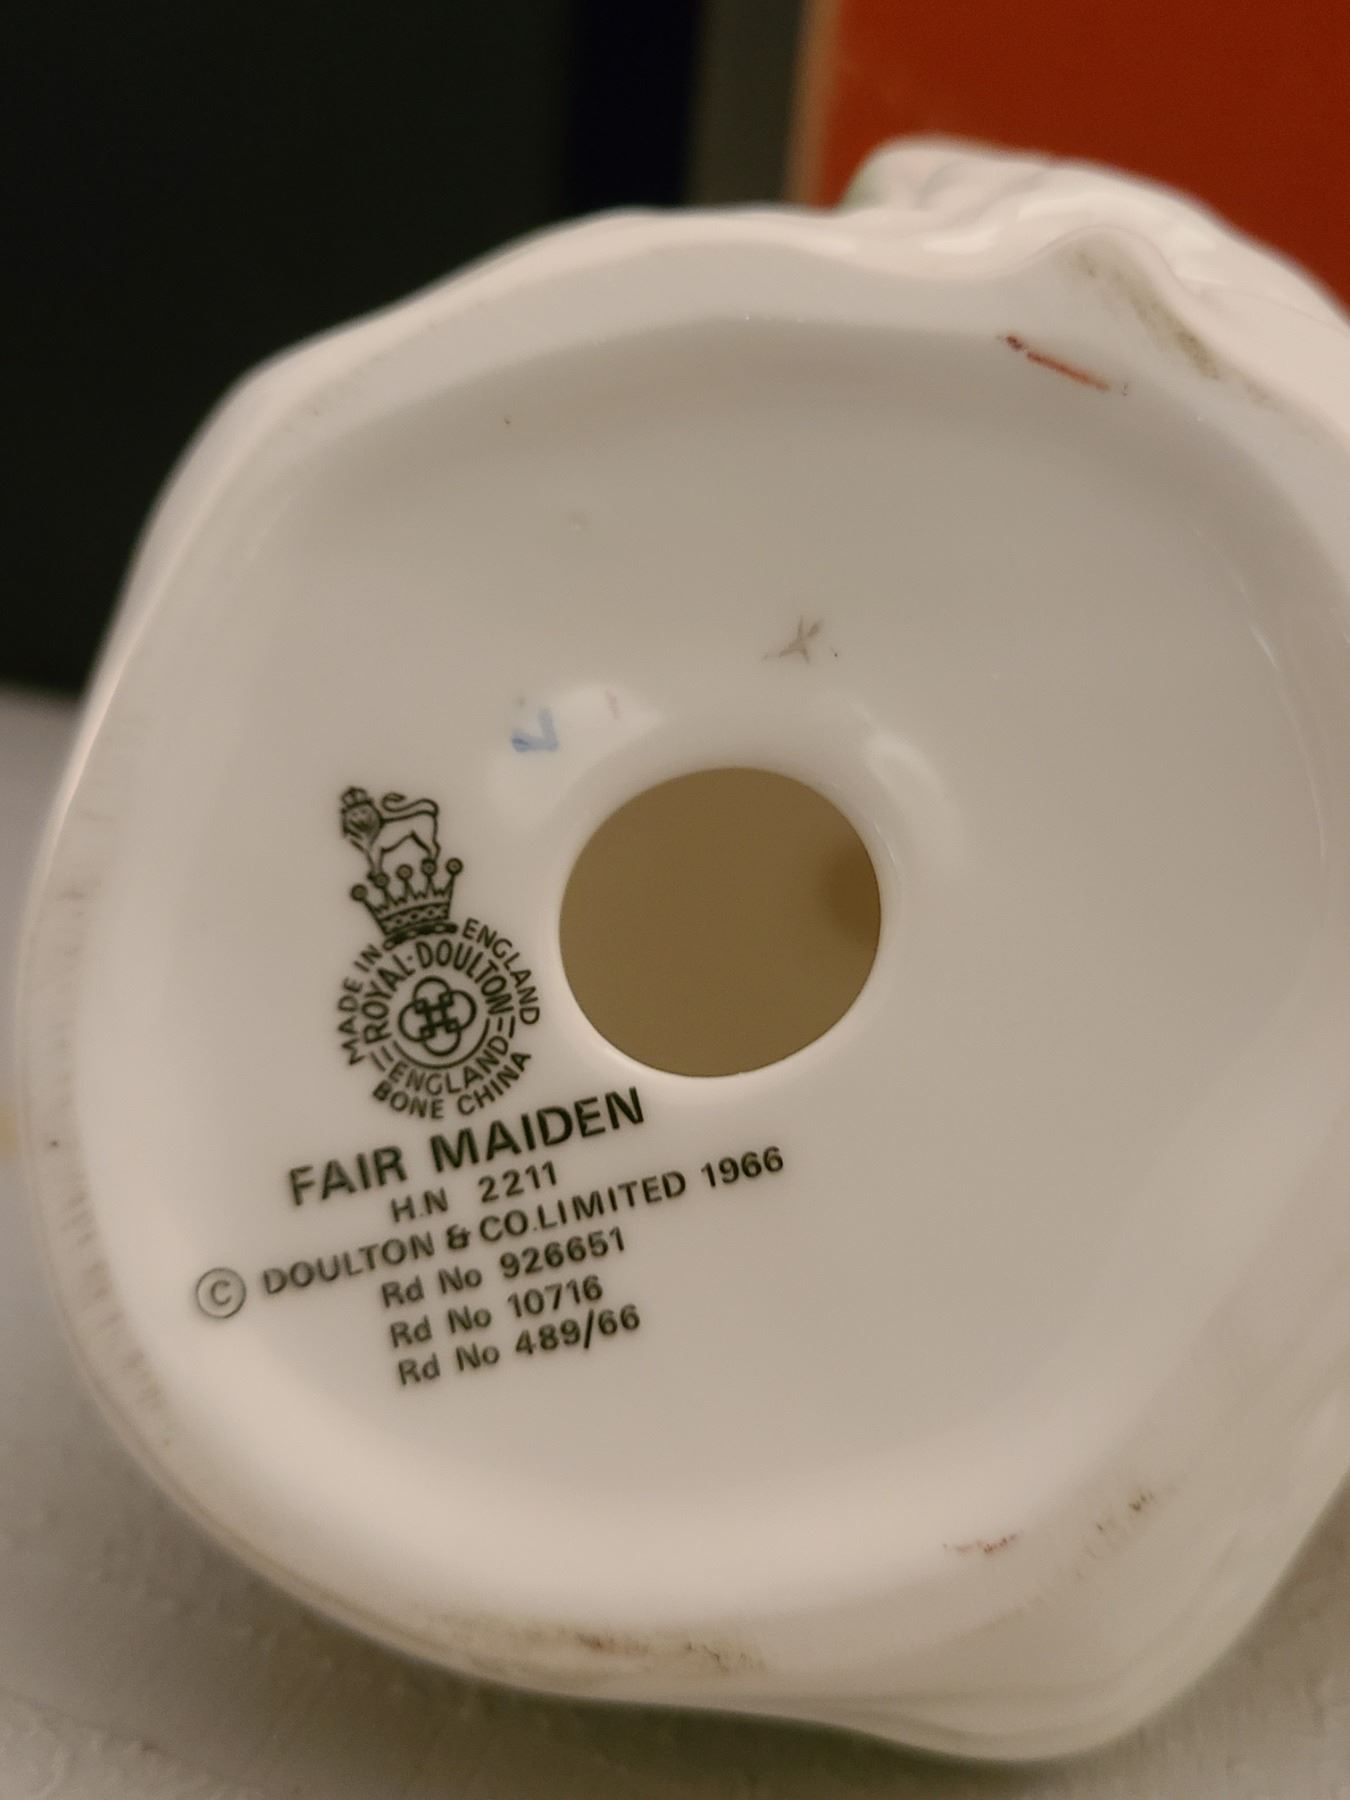 MADE IN ENGLAND
ROYAL·DOULTON
ENGLAND
BONE CHINA
FAIR MAIDEN
H.N 2211
© DOULTON & CO.LIMITED 1966
Rd No 926651
Rd No 10716
Rd No 489/66